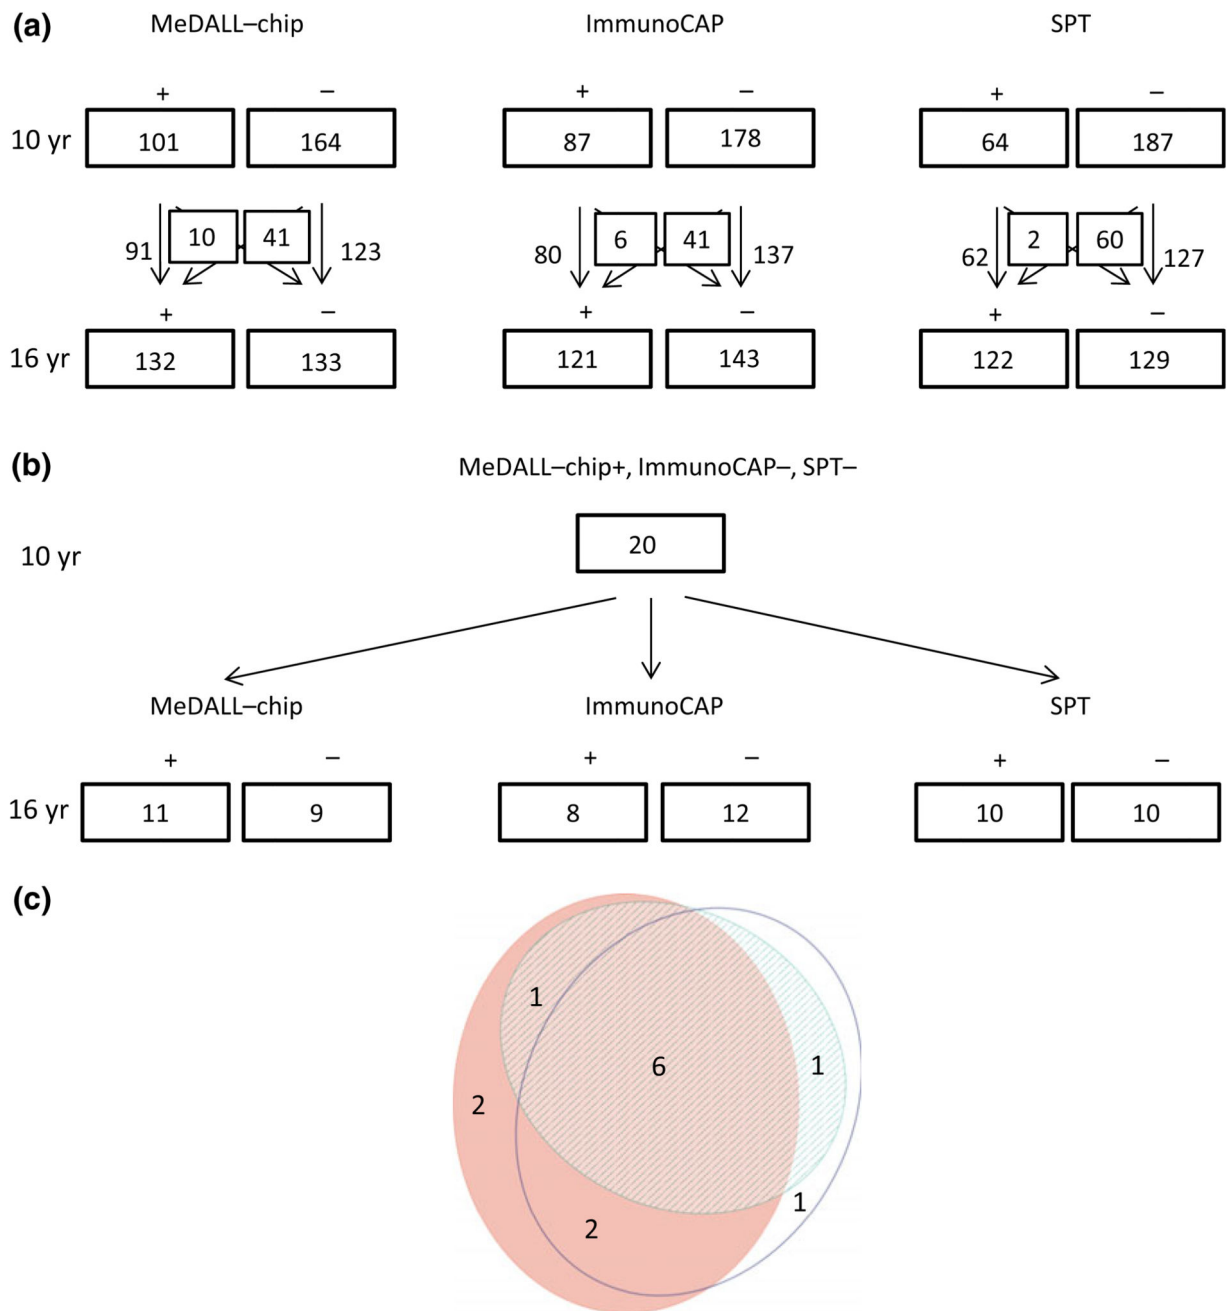 (a) MeDALL–chip ImmunoCAP SPT
+ – + – + –
10 yr 101 164 87 178 64 187
91 10 41 123 80 6 41 137 62 2 60 127
+ – + – + –
16 yr 132 133 121 143 122 129
(b) MeDALL–chip+, ImmunoCAP–, SPT–
10 yr 20
MeDALL–chip ImmunoCAP SPT
+ – + – + –
16 yr 11 9 8 12 10 10
(c)
1
6 1
2
1
2